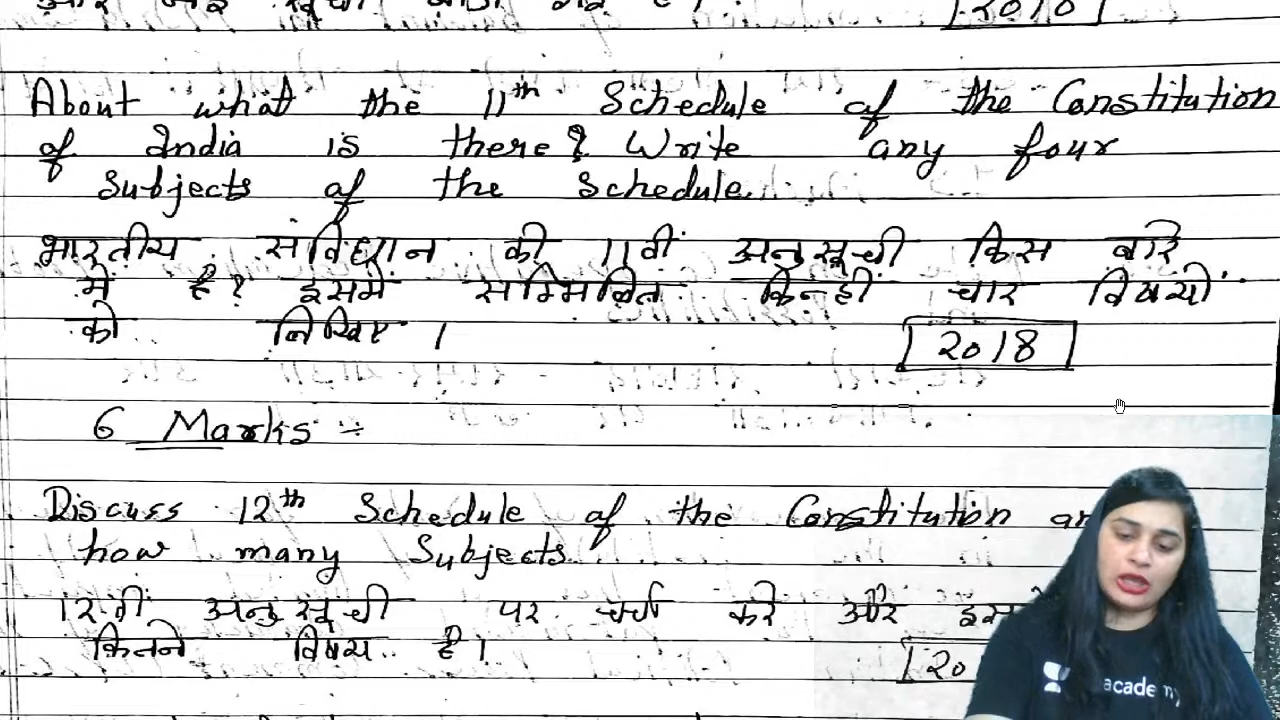 2018
About what the 11th Schedule of the Constitution
of India is there? Write any four
Subjects of the Schedule.
भारतीय संविधान की 11वीं अनुसूची किस बारे
में है? इसमें सम्मिलित किन्हीं चार विषयों
को लिखिए।
2018
6 Marks :-
Discuss 12th Schedule of the Constitution
how many Subjects.
12वीं अनुसूची पर चर्चा करें और
कितने विषय है।
20
academy